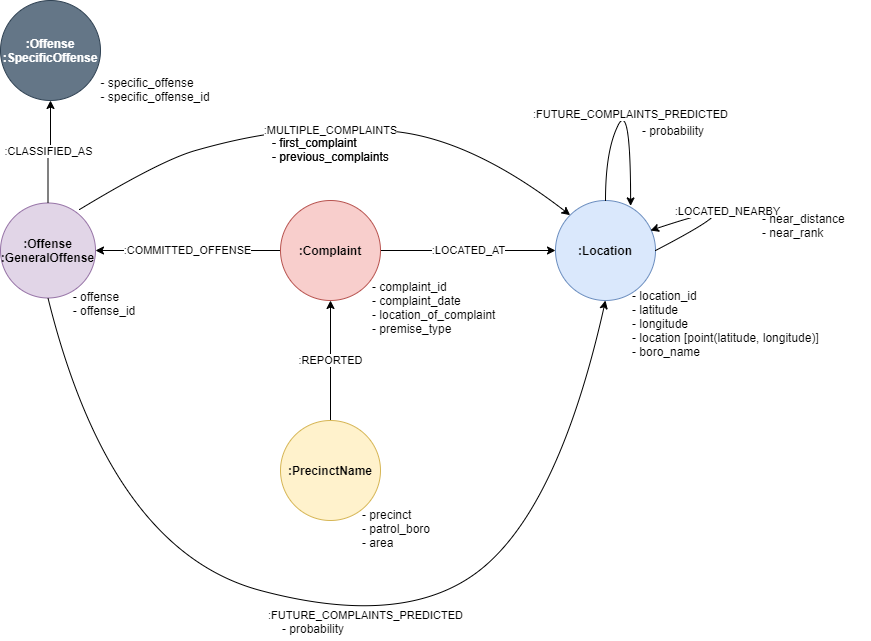 :Offense
:SpecificOffense
- specific_offense
- specific_offense_id
:FUTURE_COMPLAINTS_PREDICTED
- probability
:MULTIPLE_COMPLAINTS
- first_complaint
- previous_complaints
:CLASSIFIED_AS
:LOCATED_NEARBY
- near_distance
- near_rank
:Offense
:GeneralOffense
:COMMITTED_OFFENSE
:Complaint
:LOCATED_AT
:Location
- offense
- offense_id
- complaint_id
- complaint_date
- location_of_complaint
- premise_type
- location_id
- latitude
- longitude
- location [point(latitude, longitude)]
- boro_name
:REPORTED
:PrecinctName
- precinct
- patrol_boro
- area
:FUTURE_COMPLAINTS_PREDICTED
- probability